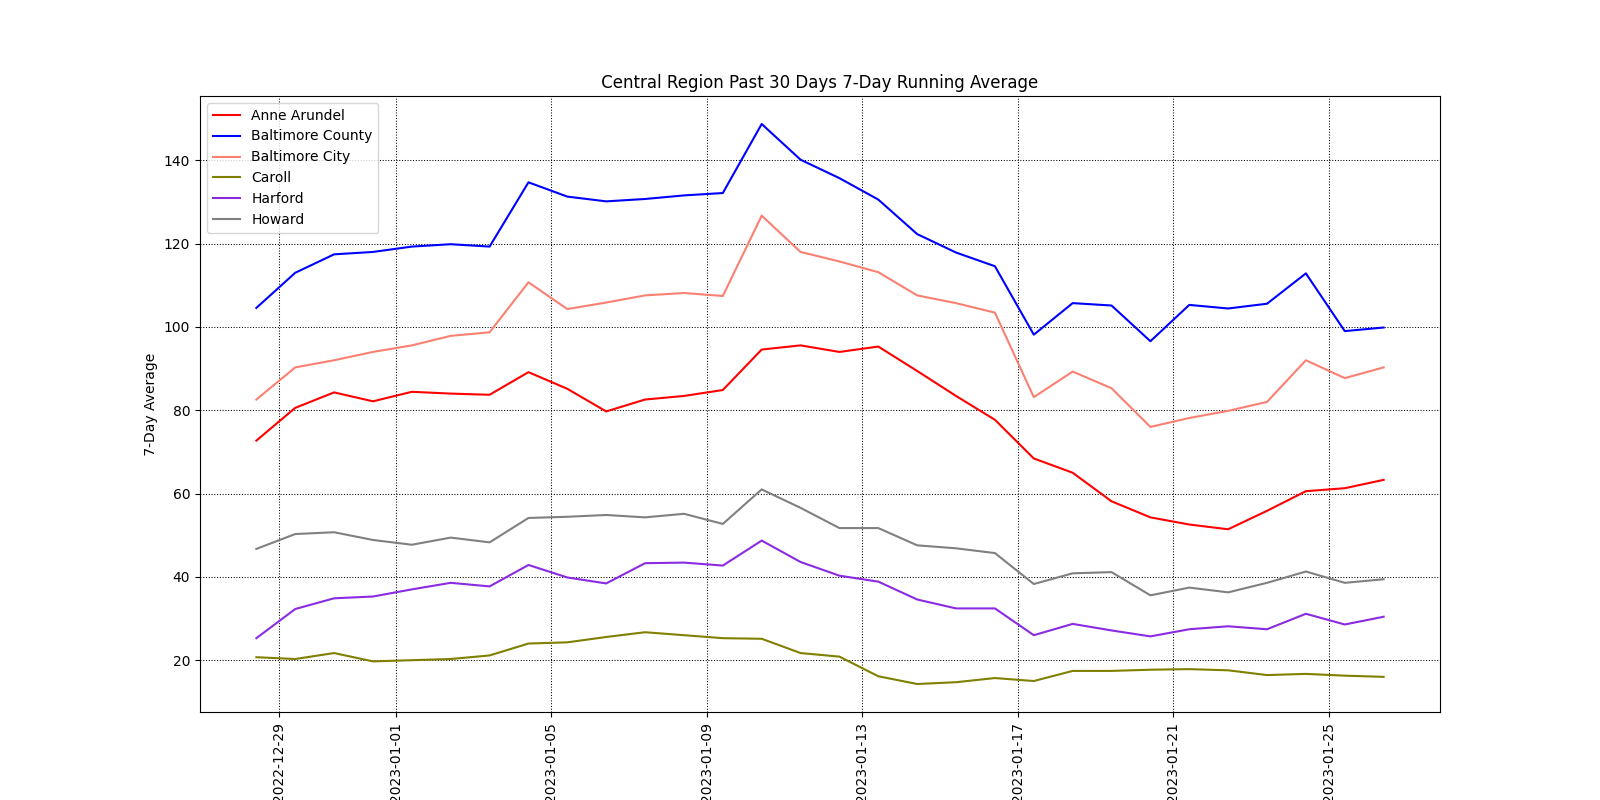 Central Region Past 30 Days 7-Day Running Average
Anne Arundel
Baltimore County
Baltimore City
Caroll
Harford
Howard
7-Day Average
140
120
100
80
60
40
20
2022-12-29
2023-01-01
2023-01-05
2023-01-09
2023-01-13
2023-01-17
2023-01-21
2023-01-25